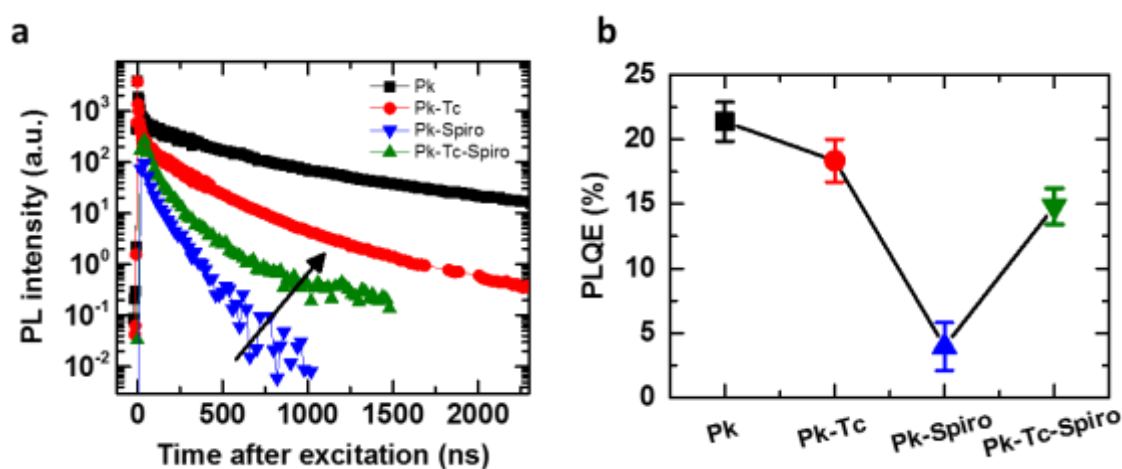 a
PL intensity (a.u.)
10³
10²
10¹
10⁰
10⁻¹
10⁻²
Pk
Pk-Tc
Pk-Spiro
Pk-Tc-Spiro
0 500 1000 1500 2000
Time after excitation (ns)
b
PLQE (%)
25
20
15
10
5
0
Pk Pk-Tc Pk-Spiro Pk-Tc-Spiro